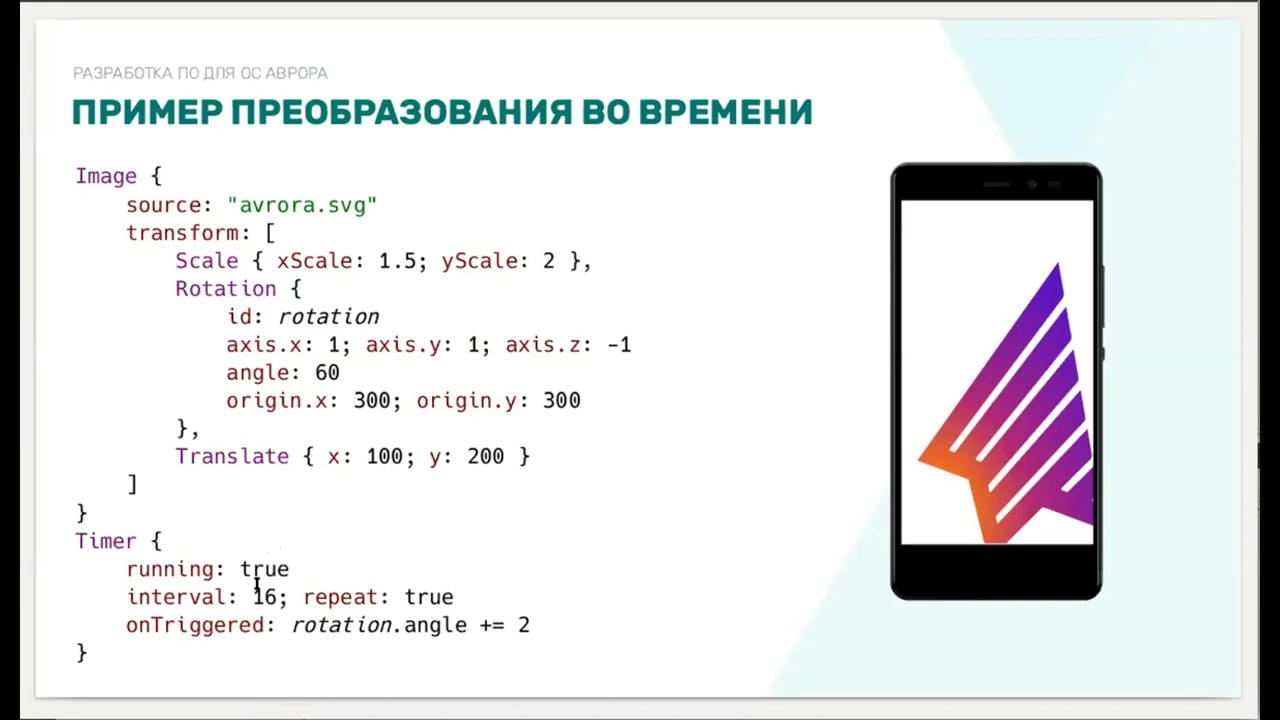 РАЗРАБОТКА ПО ДЛЯ ОС АВРОРА
ПРИМЕР ПРЕОБРАЗОВАНИЯ ВО ВРЕМЕНИ
Image {
    source: "avrora.svg"
    transform: [
        Scale { xScale: 1.5; yScale: 2 },
        Rotation {
            id: rotation
            axis.x: 1; axis.y: 1; axis.z: -1
            angle: 60
            origin.x: 300; origin.y: 300
        },
        Translate { x: 100; y: 200 }
    ]
}
Timer {
    running: true
    interval: 16; repeat: true
    onTriggered: rotation.angle += 2
}